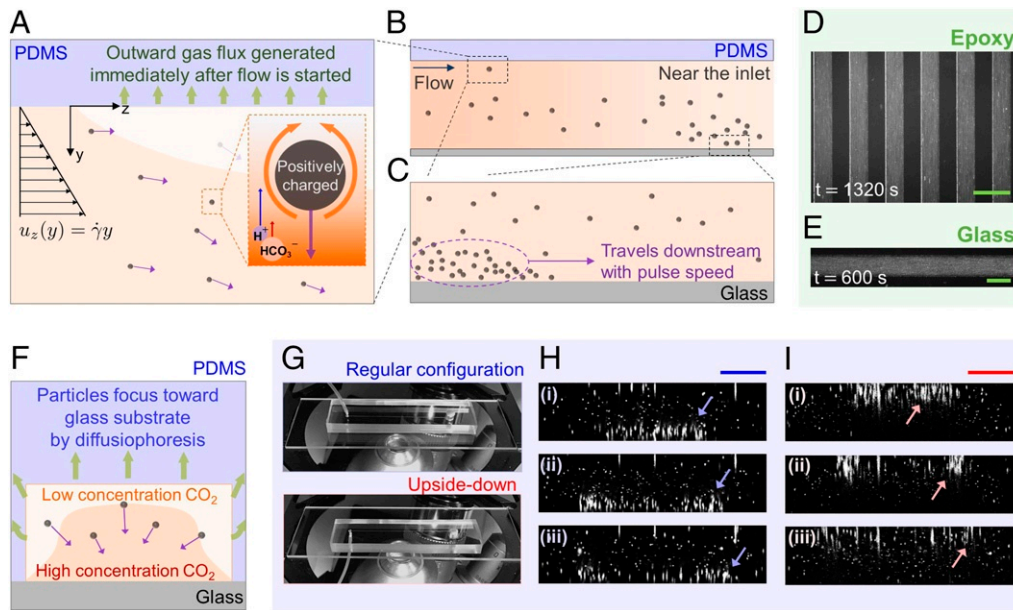 A
PDMS
Outward gas flux generated
immediately after flow is started
z
y
u_z(y) = γ̇y
Positively
charged
H⁺
HCO₃⁻
B
PDMS
Flow
Near the inlet
C
Travels downstream
with pulse speed
Glass
D
Epoxy
t = 1320 s
E
Glass
t = 600 s
F
PDMS
Particles focus toward
glass substrate
by diffusiophoresis
Low concentration CO₂
High concentration CO₂
Glass
G
Regular configuration
Upside-down
H
(i)
(ii)
(iii)
I
(i)
(ii)
(iii)